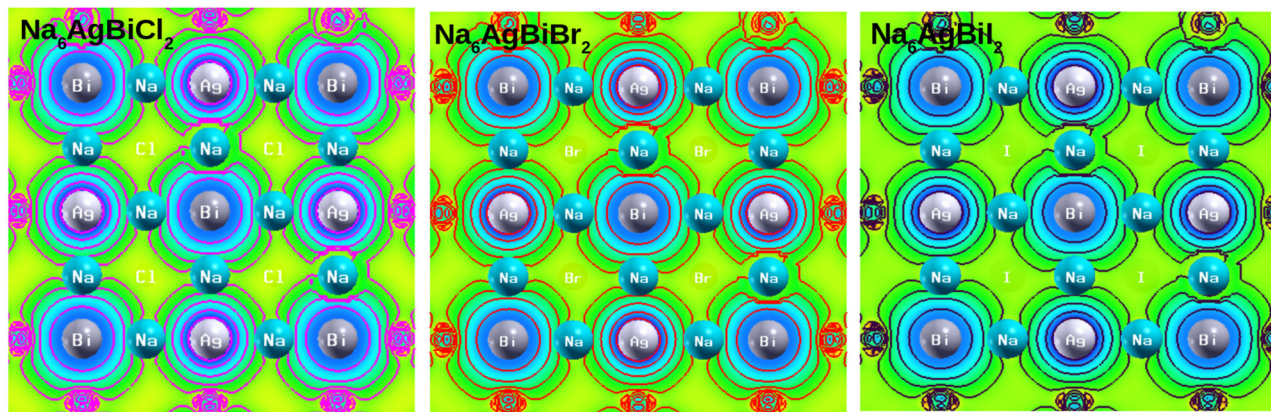 Na₆AgBiCl₂
Bi Na Ag Na Bi
Na Cl Na Cl Na
Ag Na Bi Na Ag
Na Cl Na Cl Na
Bi Na Ag Na Bi
Na₆AgBiBr₂
Bi Na Ag Na Bi
Na Br Na Br Na
Ag Na Bi Na Ag
Na Br Na Br Na
Bi Na Ag Na Bi
Na₆AgBiI₂
Bi Na Ag Na Bi
Na I Na I Na
Ag Na Bi Na Ag
Na I Na I Na
Bi Na Ag Na Bi